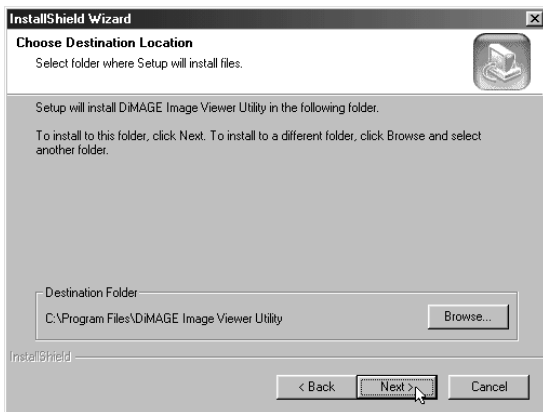 InstallShield Wizard
Choose Destination Location
Select folder where Setup will install files.
Setup will install DiMAGE Image Viewer Utility in the following folder.
To install to this folder, click Next. To install to a different folder, click Browse and select
another folder.
Destination Folder
C:\Program Files\DiMAGE Image Viewer Utility
Browse...
InstallShield
< Back
Next >
Cancel